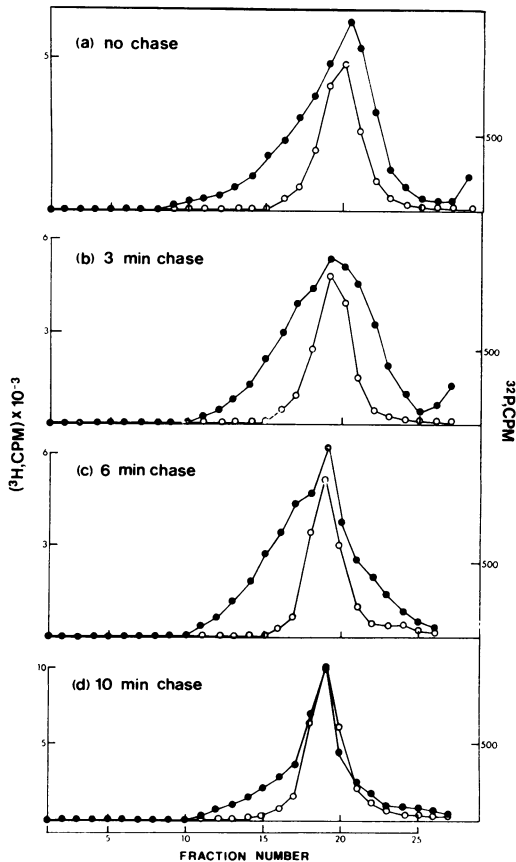 (a) no chase
5
500
(b) 3 min chase
6
3
500
(³H,CPM) x 10⁻³
³²P,CPM
(c) 6 min chase
6
3
500
(d) 10 min chase
10
5
500
1 5 10 15 20 25
FRACTION NUMBER